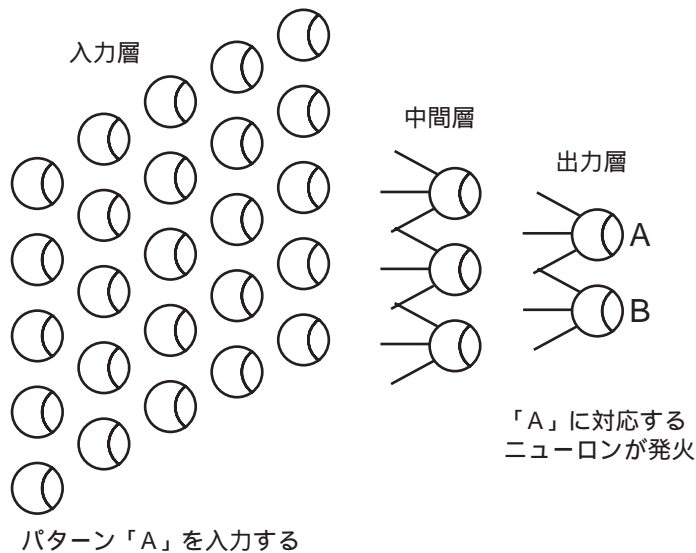 入力層
中間層
出力層
A
B
「A」に対応する
ニューロンが発火
パターン「A」を入力する